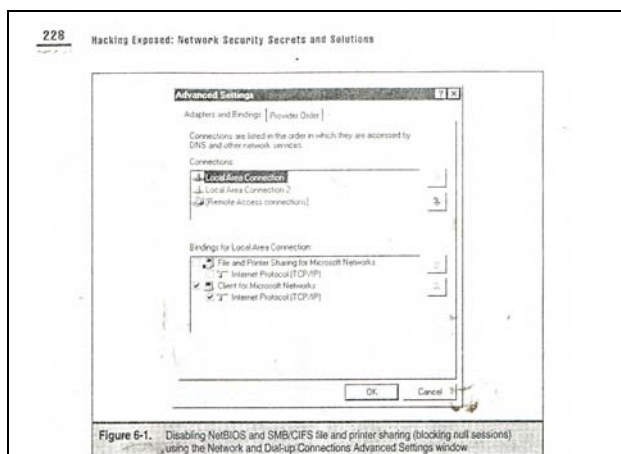 228 Hacking Exposed: Network Security Secrets and Solutions
Advanced Settings
Adapters and Bindings Provider Order
Connections are listed in the order in which they are accessed by
DNS and other network services.
Connections:
Local Area Connection
Local Area Connection 2
[Remote Access connections]
Bindings for Local Area Connection:
File and Printer Sharing for Microsoft Networks
Internet Protocol (TCP/IP)
Client for Microsoft Networks
Internet Protocol (TCP/IP)
OK Cancel
Figure 6-1. Disabling NetBIOS and SMB/CIFS file and printer sharing (blocking null sessions)
using the Network and Dial-up Connections Advanced Settings window